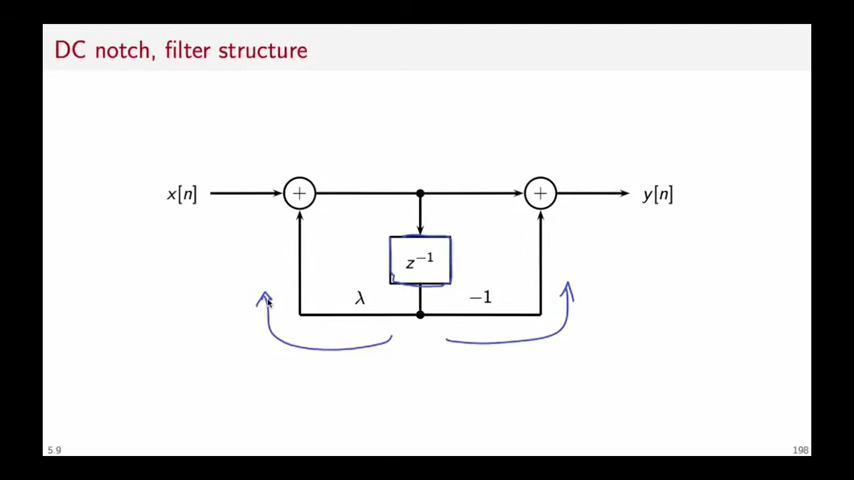 DC notch, filter structure
x[n] + + y[n]
z⁻¹
λ −1
5.9 198